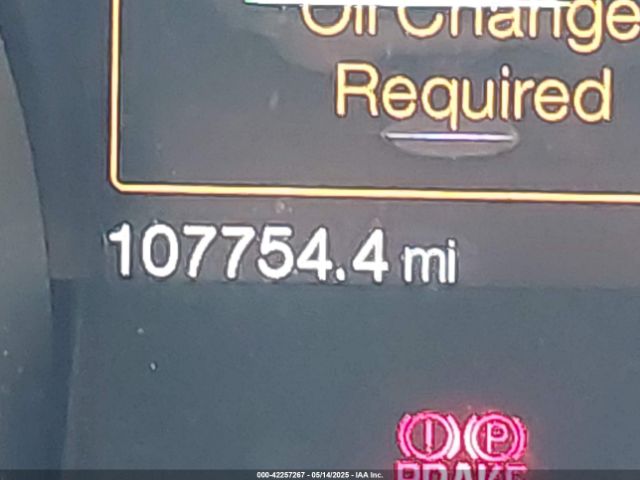 Oil Change
Required
107754.4 mi
(!) (P)
BRAKE
000-42257267 - 05/14/2025 - IAA Inc.